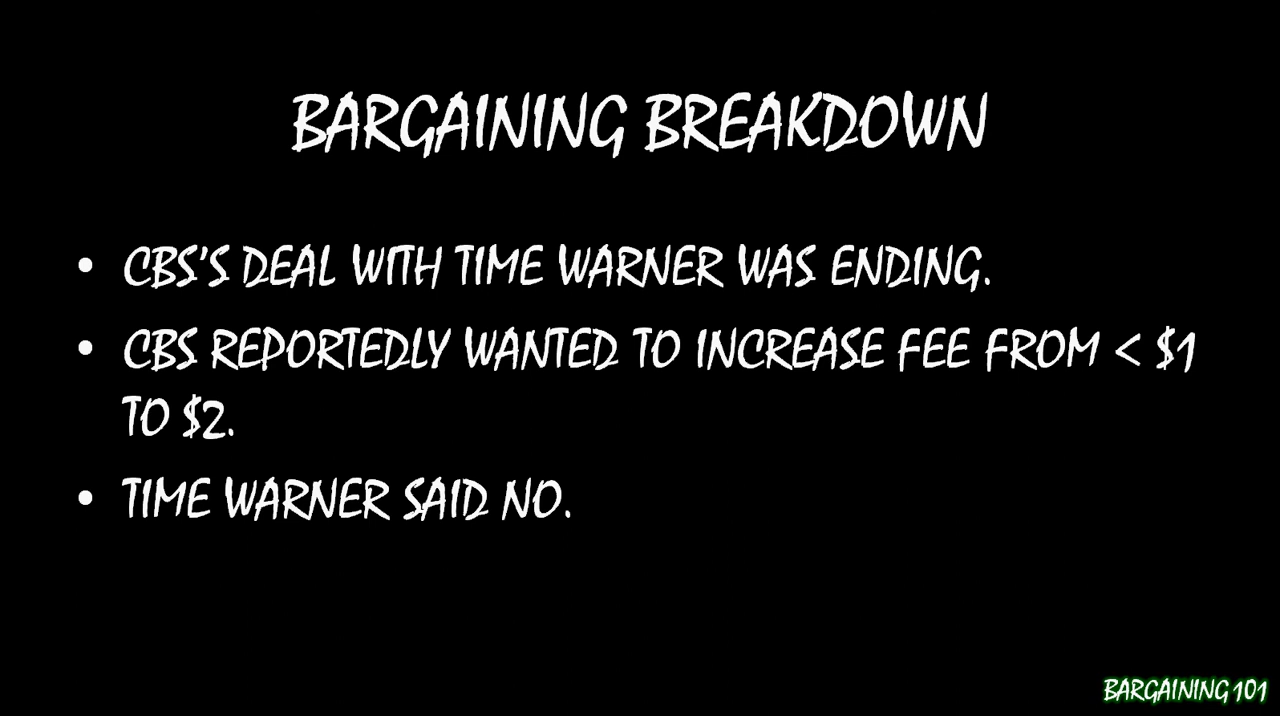 BARGAINING BREAKDOWN
• CBS'S DEAL WITH TIME WARNER WAS ENDING.
• CBS REPORTEDLY WANTED TO INCREASE FEE FROM < $1
TO $2.
• TIME WARNER SAID NO.
BARGAINING 101